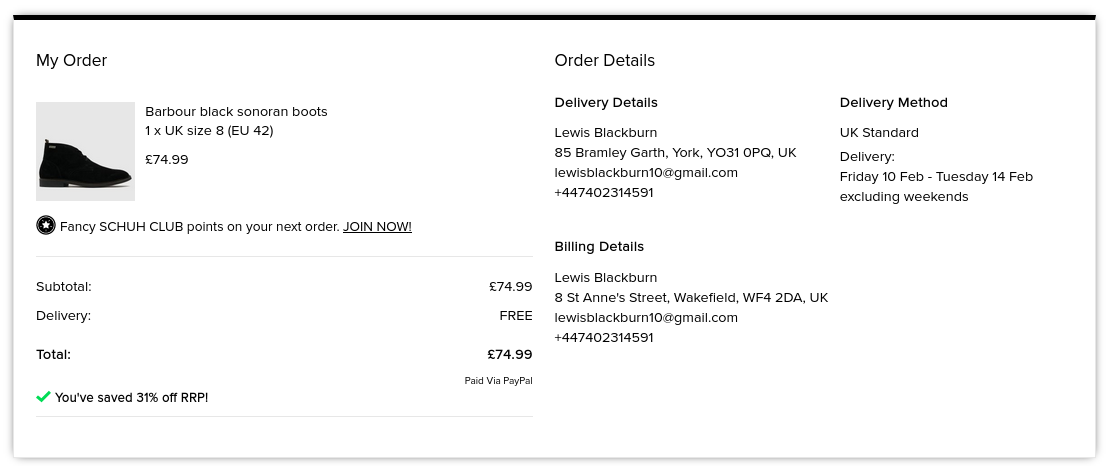 My Order
Barbour black sonoran boots
1 x UK size 8 (EU 42)
£74.99
Fancy SCHUH CLUB points on your next order. JOIN NOW!
Subtotal: £74.99
Delivery: FREE
Total: £74.99
Paid Via PayPal
You've saved 31% off RRP!
Order Details
Delivery Details
Lewis Blackburn
85 Bramley Garth, York, YO31 0PQ, UK
lewisblackburn10@gmail.com
+447402314591
Delivery Method
UK Standard
Delivery:
Friday 10 Feb - Tuesday 14 Feb
excluding weekends
Billing Details
Lewis Blackburn
8 St Anne's Street, Wakefield, WF4 2DA, UK
lewisblackburn10@gmail.com
+447402314591